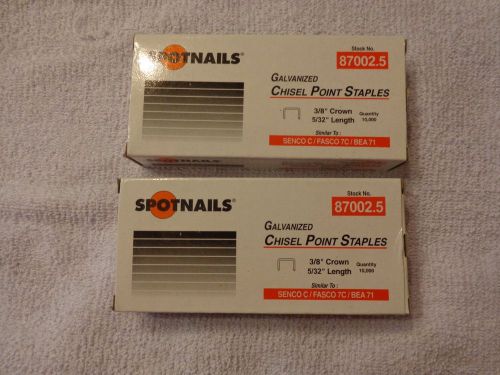 Stock No.
SPOTNAILS®
87002.5
GALVANIZED
CHISEL POINT STAPLES
3/8" Crown
5/32" Length
Quantity
10,000
Similar To :
SENCO C / FASCO 7C / BEA 71
Stock No.
SPOTNAILS®
87002.5
GALVANIZED
CHISEL POINT STAPLES
3/8" Crown
5/32" Length
Quantity
10,000
Similar To :
SENCO C / FASCO 7C / BEA 71